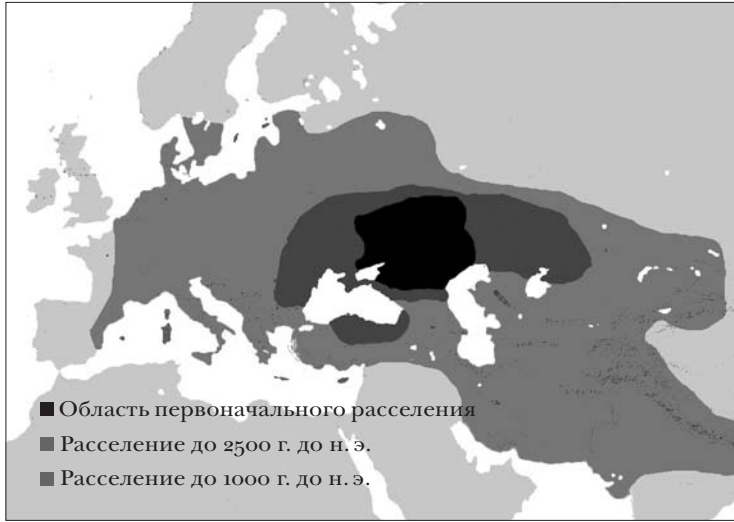 Область первоначального расселения
Расселение до 2500 г. до н. э.
Расселение до 1000 г. до н. э.